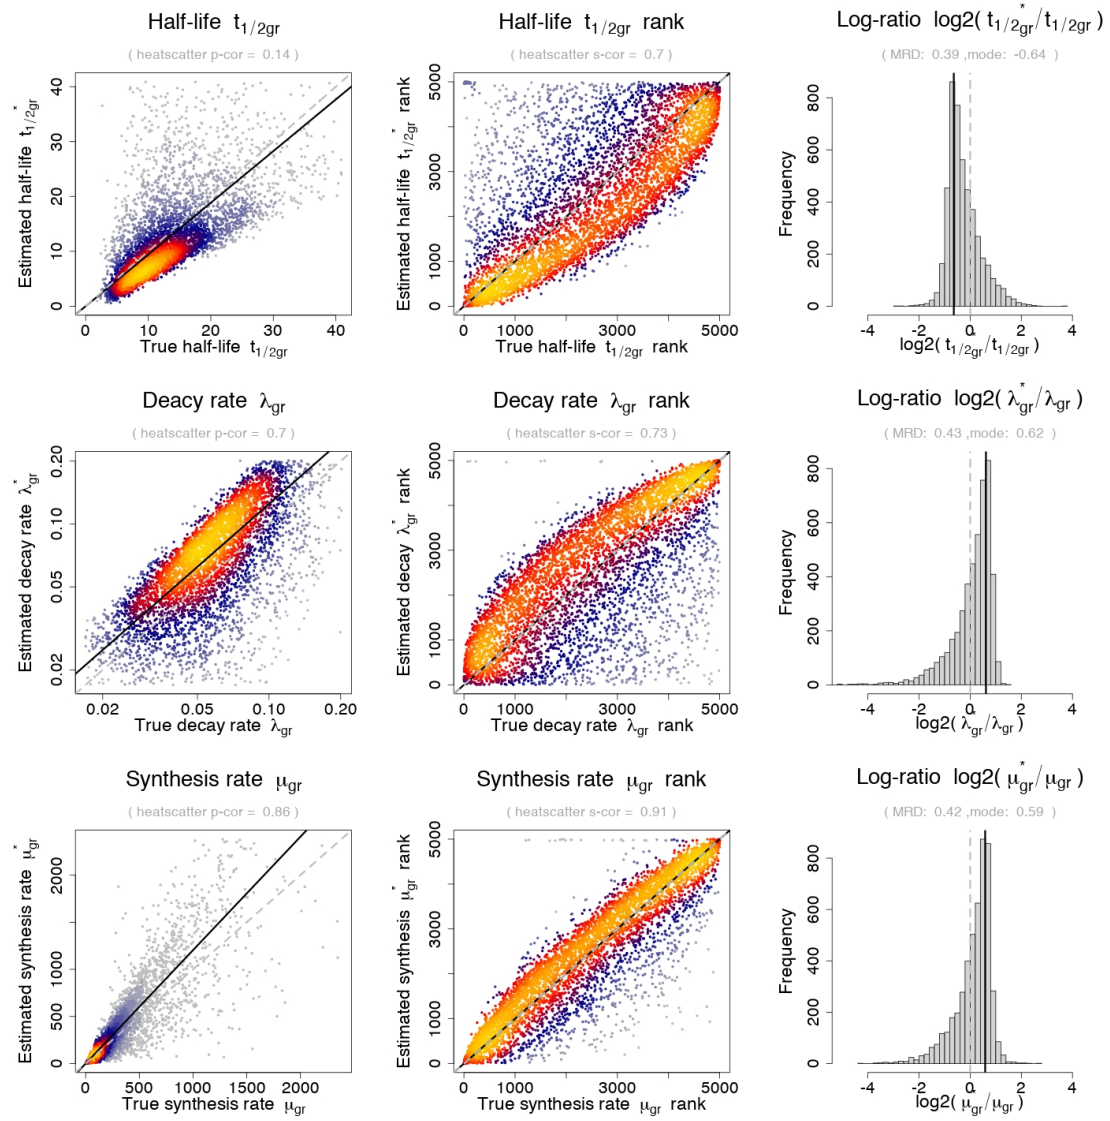 Half-life t1/2gr
( heatscatter p-cor = 0.14 )
Estimated half-life t1/2gr*
40
30
20
10
0
0 10 20 30 40
True half-life t1/2gr
Half-life t1/2gr rank
( heatscatter s-cor = 0.7 )
Estimated half-life t1/2gr* rank
5000
3000
1000
0
0 1000 3000 5000
True half-life t1/2gr rank
Log-ratio log2( t1/2gr*/t1/2gr )
( MRD: 0.39 ,mode: -0.64 )
Frequency
800
600
400
200
0
-4 -2 0 2 4
log2( t1/2gr/t1/2gr )
Deacy rate λgr
( heatscatter p-cor = 0.7 )
Estimated decay rate λgr*
0.20
0.10
0.05
0.02
0.02 0.05 0.10 0.20
True decay rate λgr
Decay rate λgr rank
( heatscatter s-cor = 0.73 )
Estimated decay λgr* rank
5000
3000
1000
0
0 1000 3000 5000
True decay rate λgr rank
Log-ratio log2( λgr*/λgr )
( MRD: 0.43 ,mode: 0.62 )
Frequency
800
600
400
200
0
-4 -2 0 2 4
log2( λgr/λgr )
Synthesis rate μgr
( heatscatter p-cor = 0.86 )
Estimated synthesis rate μgr*
2000
1000
500
0
0 500 1000 1500 2000
True synthesis rate μgr
Synthesis rate μgr rank
( heatscatter s-cor = 0.91 )
Estimated synthesis μgr* rank
5000
3000
1000
0
0 1000 3000 5000
True synthesis rate μgr rank
Log-ratio log2( μgr*/μgr )
( MRD: 0.42 ,mode: 0.59 )
Frequency
800
600
400
200
0
-4 -2 0 2 4
log2( μgr/μgr )